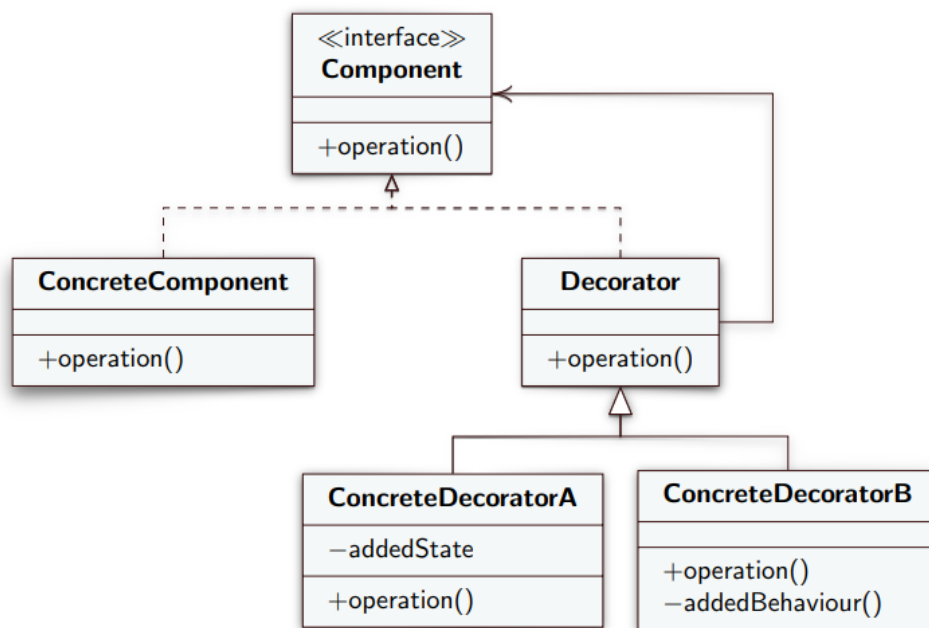 ≪interface≫
Component
+operation()
ConcreteComponent
+operation()
Decorator
+operation()
ConcreteDecoratorA
−addedState
+operation()
ConcreteDecoratorB
+operation()
−addedBehaviour()